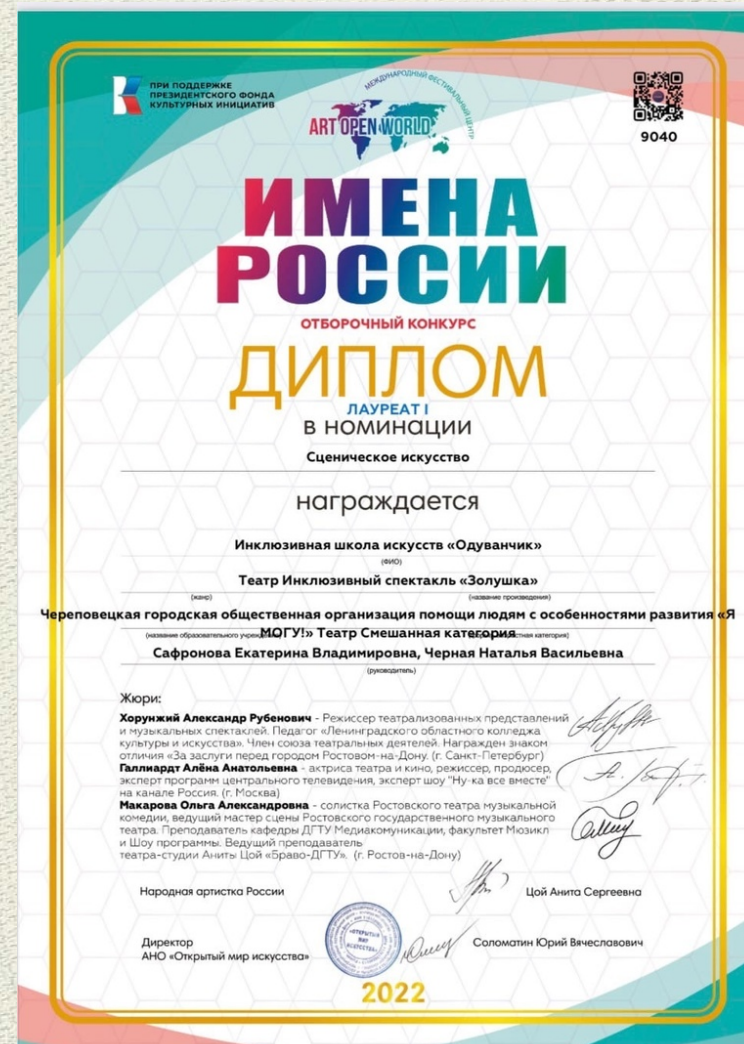 ПРИ ПОДДЕРЖКЕ
ПРЕЗИДЕНТСКОГО ФОНДА
КУЛЬТУРНЫХ ИНИЦИАТИВ
МЕЖДУНАРОДНЫЙ ФЕСТИВАЛЬНЫЙ ЦЕНТР
ART OPEN WORLD
9040
ИМЕНА
РОССИИ
ОТБОРОЧНЫЙ КОНКУРС
ДИПЛОМ
ЛАУРЕАТ I
в номинации
Сценическое искусство
награждается
Инклюзивная школа искусств «Одуванчик»
(ФИО)
Театр Инклюзивный спектакль «Золушка»
(жанр) (название произведения)
Череповецкая городская общественная организация помощи людям с особенностями развития «Я
МОГУ!» Театр Смешанная категория
(название образовательного категория)
Сафронова Екатерина Владимировна, Черная Наталья Васильевна
(руководитель)
Жюри:
Хорунжий Александр Рубенович - Режиссер театрализованных представлений
и музыкальных спектаклей. Педагог «Ленинградского областного колледжа
культуры и искусства». Член союза театральных деятелей. Награжден знаком
отличия «За заслуги перед городом Ростовом-на-Дону. (г. Санкт-Петербург)
Галлиардт Алёна Анатольевна - актриса театра и кино, режиссер, продюсер,
эксперт программ центрального телевидения, эксперт шоу "Ну-ка все вместе"
на канале Россия. (г. Москва)
Макарова Ольга Александровна - солистка Ростовского театра музыкальной
комедии, ведущий мастер сцены Ростовского государственного музыкального
театра. Преподаватель кафедры ДГТУ Медиакомуникации, факультет Мюзикл
и Шоу программы. Ведущий преподаватель
театра-студии Аниты Цой «Браво-ДГТУ». (г. Ростов-на-Дону)
Народная артистка России Цой Анита Сергеевна
Директор
АНО «Открытый мир искусства» Соломатин Юрий Вячеславович
«ОТКРЫТЫЙ
МИР
ИСКУССТВА»
2022